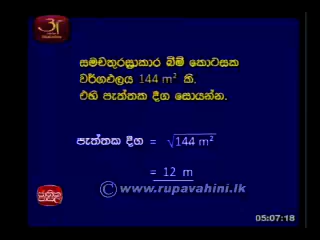 සමචතුරස්‍රාකාර බිම් කොටසක
වර්ගඵලය 144 m² කි.
එහි පැත්තක දිග සොයන්න.
පැත්තක දිග = √144 m²
= 12 m
© www.rupavahini.lk
05:07:18